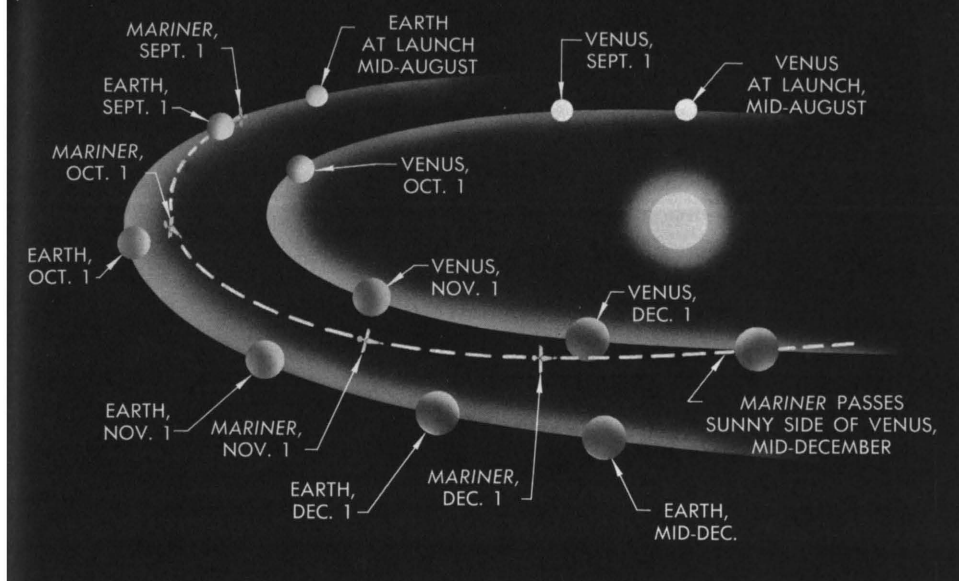 MARINER,
SEPT. 1
EARTH
AT LAUNCH
MID-AUGUST
VENUS,
SEPT. 1
VENUS
AT LAUNCH,
MID-AUGUST
EARTH,
SEPT. 1
MARINER,
OCT. 1
VENUS,
OCT. 1
EARTH,
OCT. 1
VENUS,
NOV. 1
VENUS,
DEC. 1
EARTH,
NOV. 1
MARINER,
NOV. 1
MARINER PASSES
SUNNY SIDE OF VENUS,
MID-DECEMBER
EARTH,
DEC. 1
MARINER,
DEC. 1
EARTH,
MID-DEC.